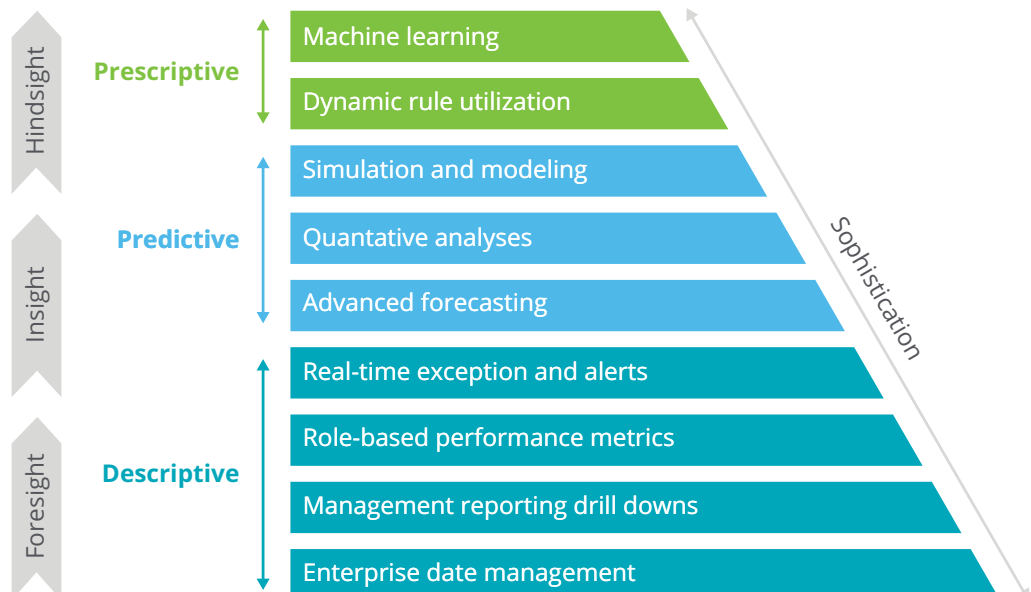 Hindsight
Insight
Foresight
Prescriptive
Predictive
Descriptive
Machine learning
Dynamic rule utilization
Simulation and modeling
Quantative analyses
Advanced forecasting
Real-time exception and alerts
Role-based performance metrics
Management reporting drill downs
Enterprise date management
Sophistication